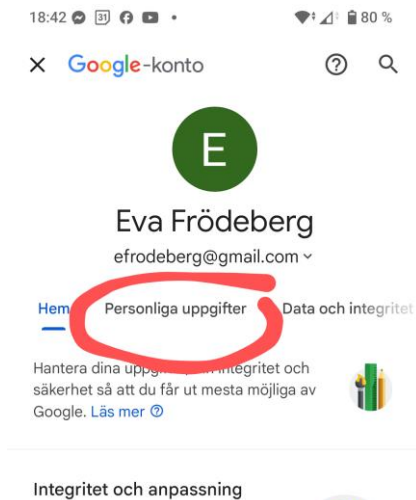 18:42 31 80 %
Google-konto
E
Eva Frödeberg
efrodeberg@gmail.com
Hem Personliga uppgifter Data och integritet
Hantera dina integritet och
säkerhet så att du får ut mesta möjliga av
Google. Läs mer
Integritet och anpassning